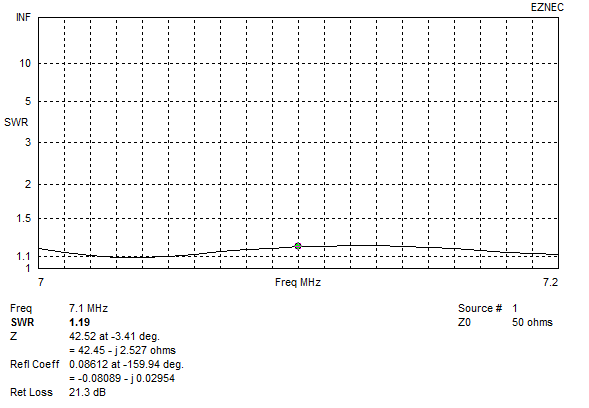 EZNEC
INF
10
5
SWR
3
2
1.5
1.1
1
7 Freq MHz 7.2
Freq 7.1 MHz Source # 1
SWR 1.19 Z0 50 ohms
Z 42.52 at -3.41 deg.
= 42.45 - j 2.527 ohms
Refl Coeff 0.08612 at -159.94 deg.
= -0.08089 - j 0.02954
Ret Loss 21.3 dB